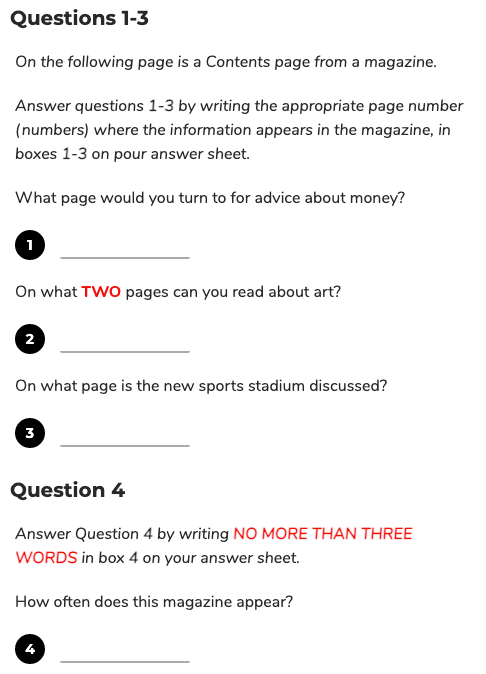 Questions 1-3
On the following page is a Contents page from a magazine.
Answer questions 1-3 by writing the appropriate page number
(numbers) where the information appears in the magazine, in
boxes 1-3 on pour answer sheet.
What page would you turn to for advice about money?
1
On what TWO pages can you read about art?
2
On what page is the new sports stadium discussed?
3
Question 4
Answer Question 4 by writing NO MORE THAN THREE
WORDS in box 4 on your answer sheet.
How often does this magazine appear?
4